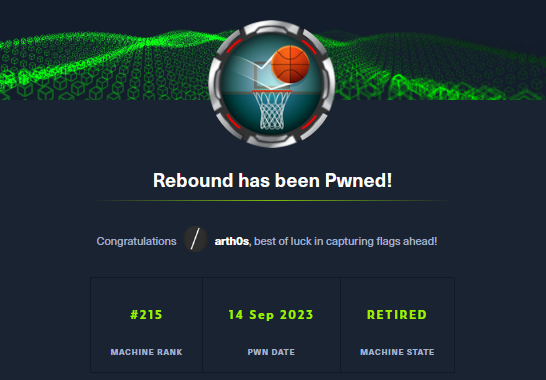 Rebound has been Pwned!
Congratulations arth0s, best of luck in capturing flags ahead!
#215 14 Sep 2023 RETIRED
MACHINE RANK PWN DATE MACHINE STATE